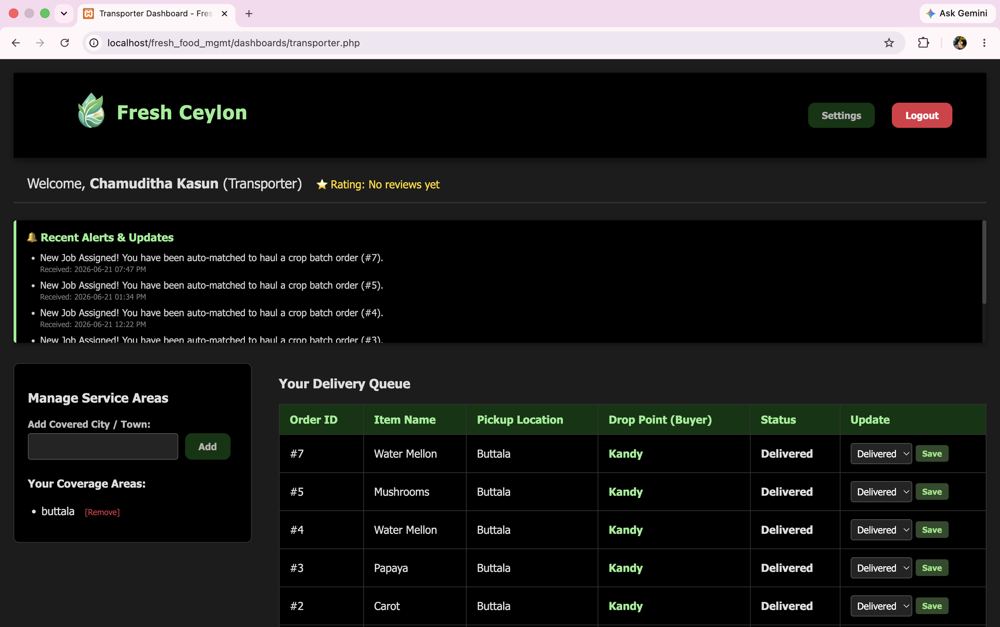 Transporter Dashboard - Fres
Ask Gemini
localhost/fresh_food_mgmt/dashboards/transporter.php
Fresh Ceylon
Settings
Logout
Welcome, Chamuditha Kasun (Transporter) ⭐ Rating: No reviews yet
🔔 Recent Alerts & Updates
• New Job Assigned! You have been auto-matched to haul a crop batch order (#7).
Received: 2026-06-21 07:47 PM
• New Job Assigned! You have been auto-matched to haul a crop batch order (#5).
Received: 2026-06-21 01:34 PM
• New Job Assigned! You have been auto-matched to haul a crop batch order (#4).
Received: 2026-06-21 12:22 PM
• New Job Assigned! You have been auto-matched to haul a crop batch order (#3).
Manage Service Areas
Add Covered City / Town:
Add
Your Coverage Areas:
• buttala [Remove]
Your Delivery Queue
Order ID Item Name Pickup Location Drop Point (Buyer) Status Update
#7 Water Mellon Buttala Kandy Delivered Delivered Save
#5 Mushrooms Buttala Kandy Delivered Delivered Save
#4 Water Mellon Buttala Kandy Delivered Delivered Save
#3 Papaya Buttala Kandy Delivered Delivered Save
#2 Carot Buttala Kandy Delivered Delivered Save